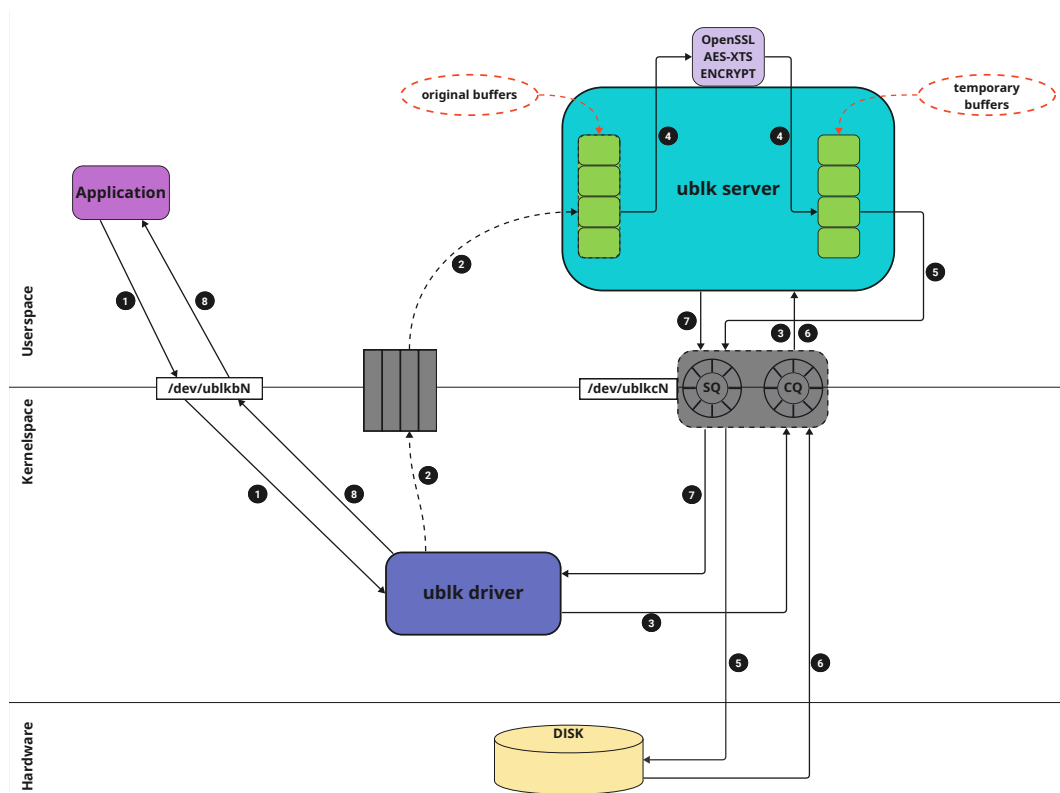 OpenSSL
AES-XTS
ENCRYPT
original buffers
temporary
buffers
4
4
Application
ublk server
2
5
1
8
7
3
6
Userspace
/dev/ublkbN
/dev/ublkcN
SQ
CQ
Kernelspace
2
1
8
7
ublk driver
3
5
6
Hardware
DISK